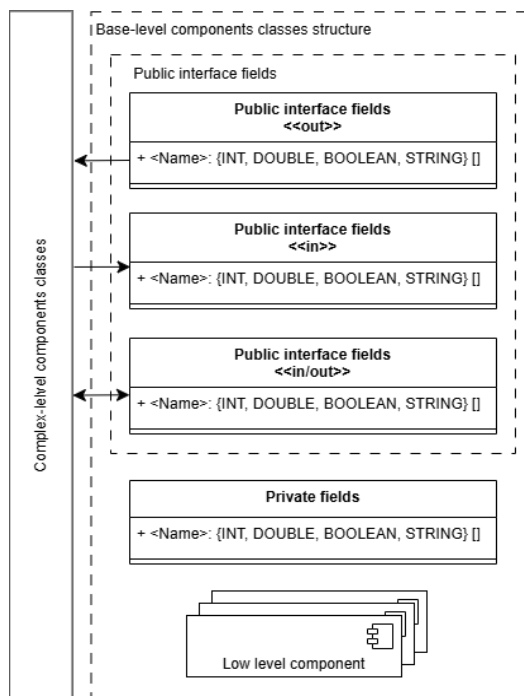 Base-level components classes structure
Public interface fields
Public interface fields
<<out>>
+ <Name>: {INT, DOUBLE, BOOLEAN, STRING} []
Public interface fields
<<in>>
+ <Name>: {INT, DOUBLE, BOOLEAN, STRING} []
Public interface fields
<<in/out>>
+ <Name>: {INT, DOUBLE, BOOLEAN, STRING} []
Private fields
+ <Name>: {INT, DOUBLE, BOOLEAN, STRING} []
Low level component
Complex-lelvel components classes